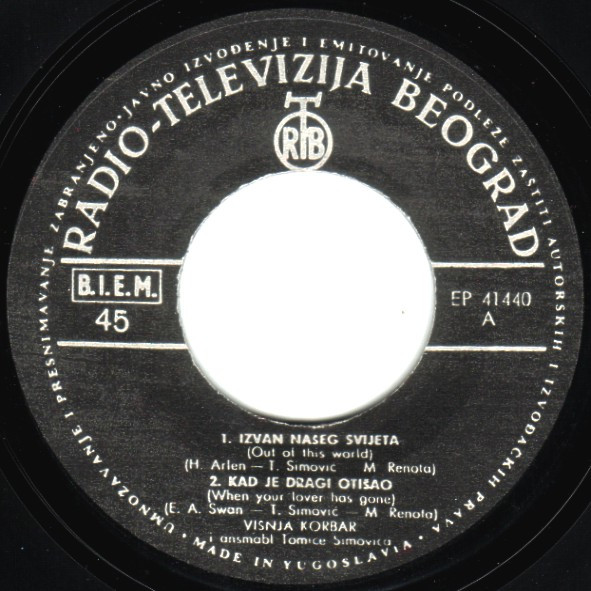 UMNOŽAVANJE I PRESNIMAVANJE ZABRANJENO · JAVNO IZVOĐENJE I EMITOVANJE PODLEŽE ZAŠTITI AUTORSKIH I IZVOĐAČKIH PRAVA ·
RADIO-TELEVIZIJA BEOGRAD
RTB
B.I.E.M.
45
EP 41440
A
1. IZVAN NAŠEG SVIJETA
(Out of this world)
(H. Arlen — T. Simović — M Renota)
2. KAD JE DRAGI OTIŠAO
(When your lover has gone)
(E. A. Swan — T. Simović — M Renota)
VIŠNJA KORBAR
i ansambl Tomice Simovića
· MADE IN YUGOSLAVIA ·